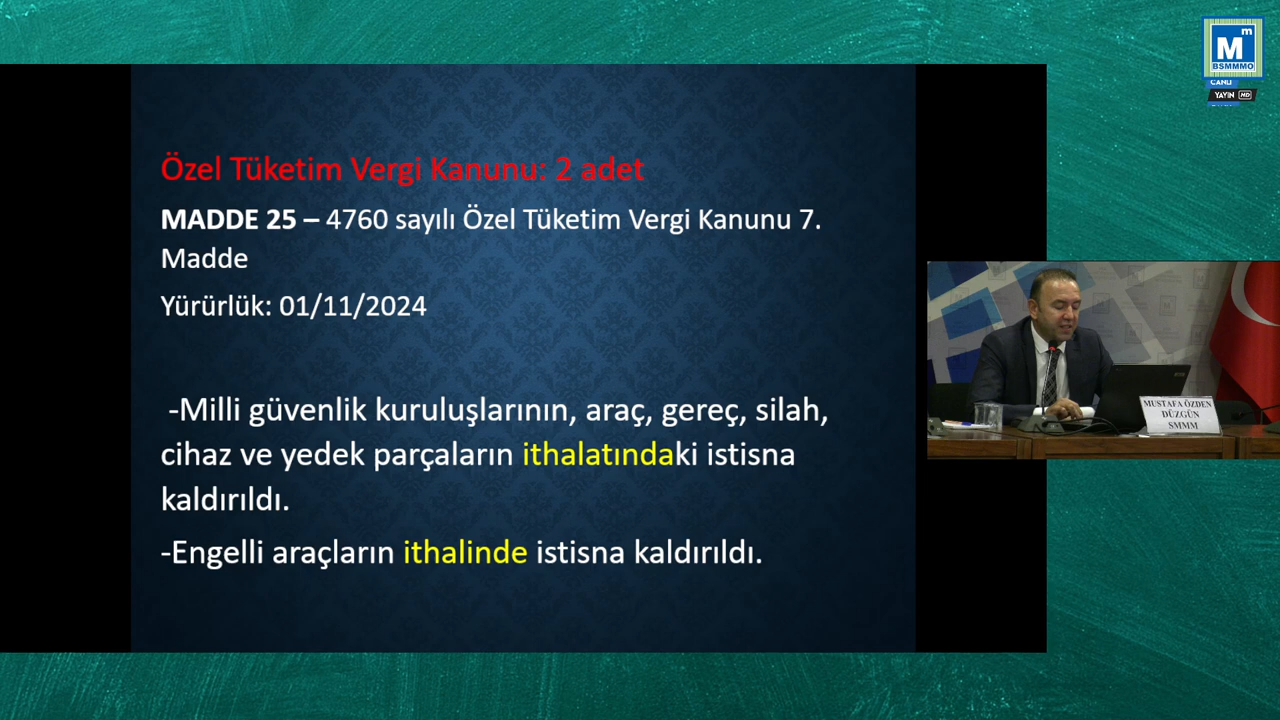 Özel Tüketim Vergi Kanunu: 2 adet
MADDE 25 – 4760 sayılı Özel Tüketim Vergi Kanunu 7.
Madde
Yürürlük: 01/11/2024
-Milli güvenlik kuruluşlarının, araç, gereç, silah,
cihaz ve yedek parçaların ithalatındaki istisna
kaldırıldı.
-Engelli araçların ithalinde istisna kaldırıldı.
Mm
BSMMMO
CANLI
YAYIN HD
MUSTAFA ÖZDEN
DÜZGÜN
SMMM